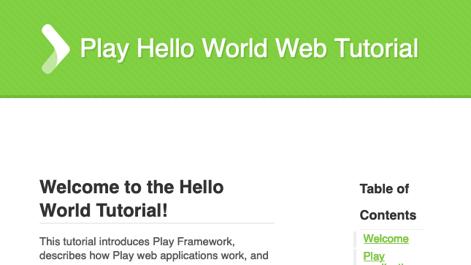 Play Hello World Web Tutorial
Welcome to the Hello
World Tutorial!
This tutorial introduces Play Framework,
describes how Play web applications work, and
Table of
Contents
Welcome
Play